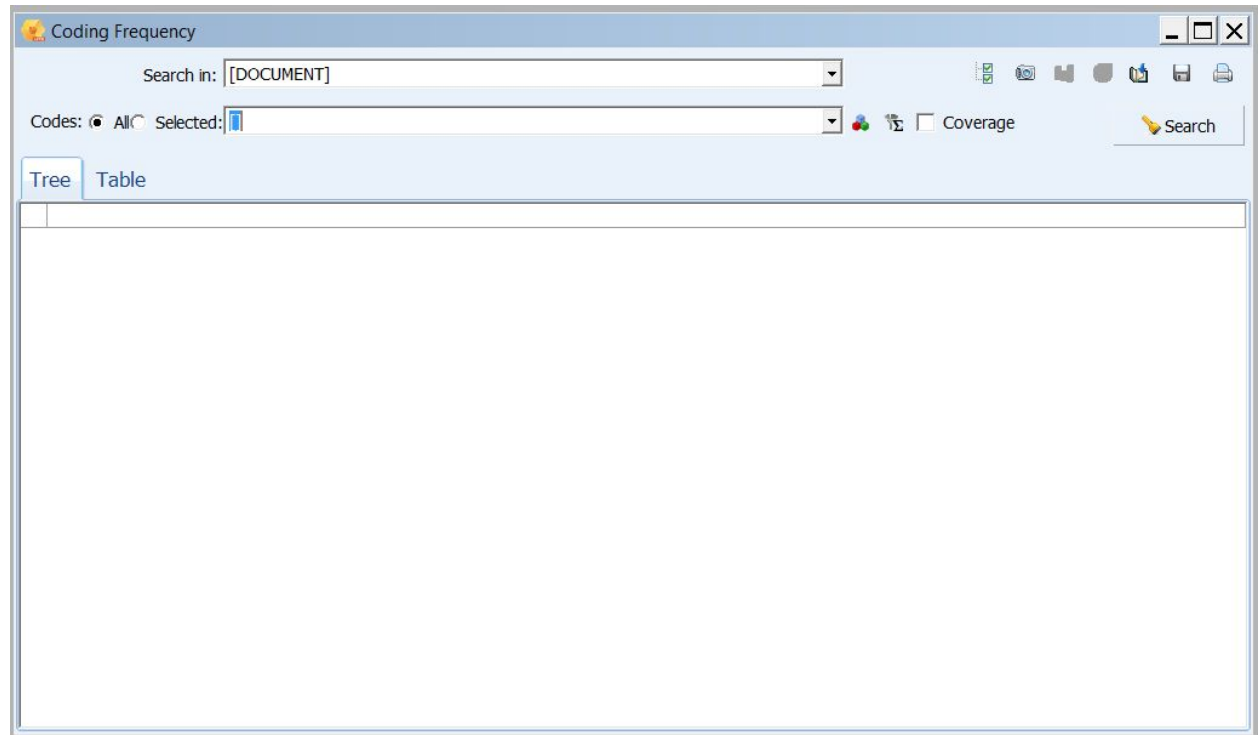 Coding Frequency
Search in: [DOCUMENT]
Codes: All Selected: Σ Coverage Search
Tree Table